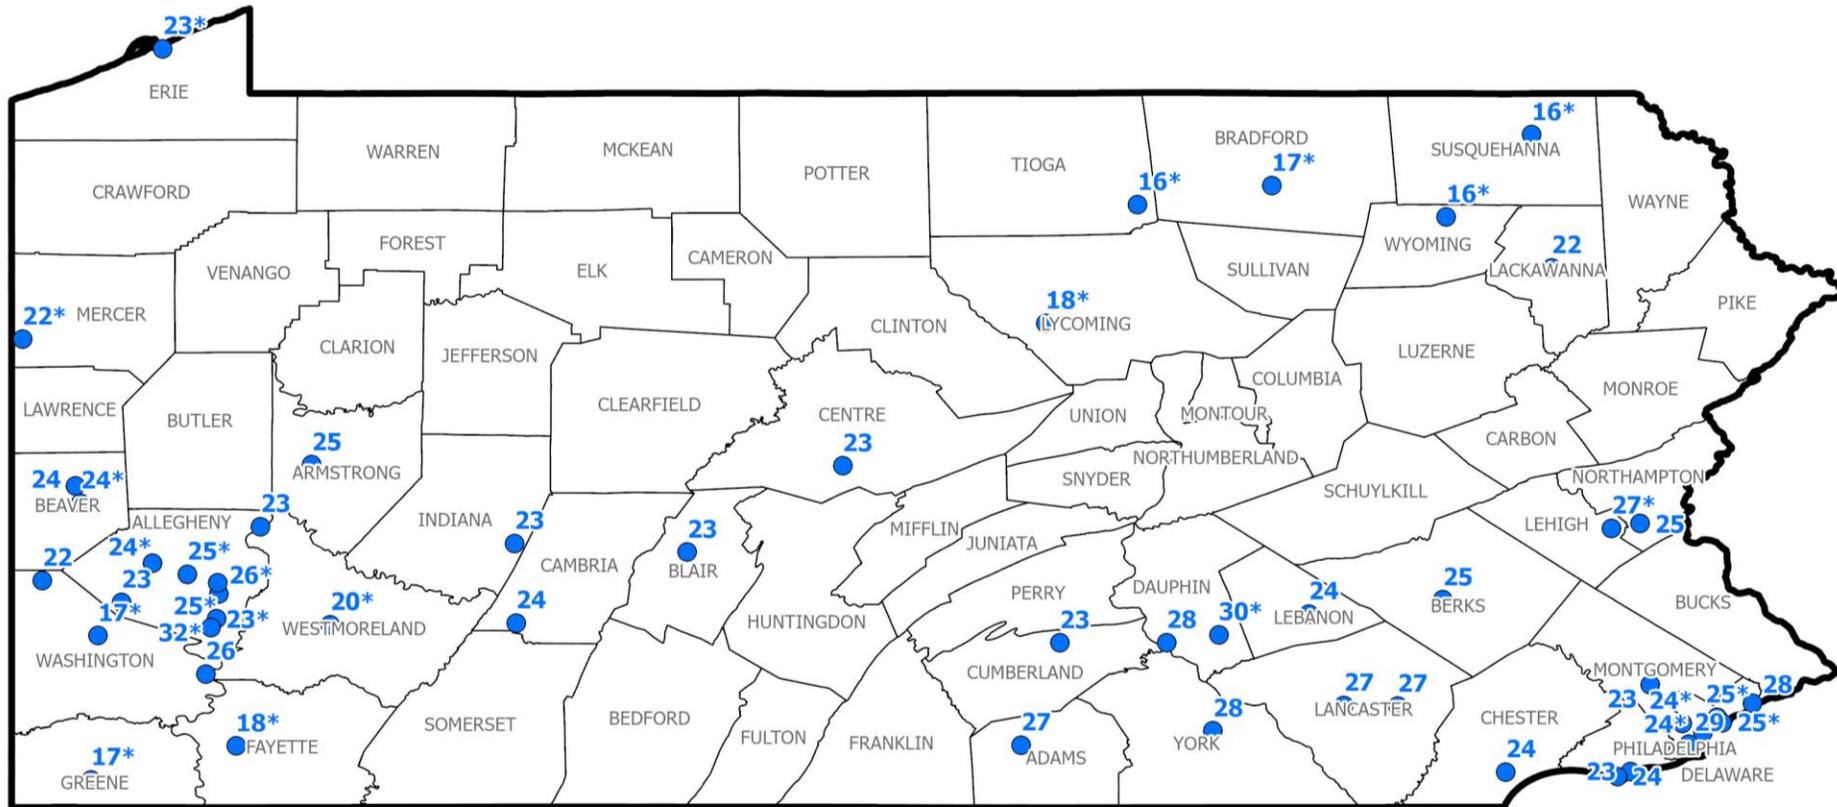 23*
ERIE
WARREN
MCKEAN
POTTER
TIOGA
BRADFORD
17*
16*
SUSQUEHANNA
16*
16*
CRAWFORD
WAYNE
FOREST
VENANGO
ELK
CAMERON
SULLIVAN
WYOMING
22
LACKAWANNA
22*
MERCER
CLARION
JEFFERSON
CLINTON
18*
LYCOMING
LUZERNE
PIKE
LAWRENCE
BUTLER
CLEARFIELD
CENTRE
23
UNION
MONTOUR
COLUMBIA
MONROE
25
ARMSTRONG
SNYDER
NORTHUMBERLAND
CARBON
24
24*
BEAVER
ALLEGHENY
23
INDIANA
23
23
BLAIR
MIFFLIN
JUNIATA
SCHUYLKILL
NORTHAMPTON
LEHIGH
27*
25
22
24*
25*
23
26*
17*
25*
23*
32*
20*
WESTMORELAND
CAMBRIA
24
HUNTINGDON
PERRY
23
DAUPHIN
28
30*
24
LEBANON
25
BERKS
BUCKS
WASHINGTON
26
CUMBERLAND
MONTGOMERY
23
24*
25*
28
24*
29
25*
PHILADELPHIA
23
24
DELAWARE
18*
FAYETTE
SOMERSET
BEDFORD
FULTON
FRANKLIN
27
ADAMS
28
YORK
27
27
LANCASTER
CHESTER
24
17*
GREENE